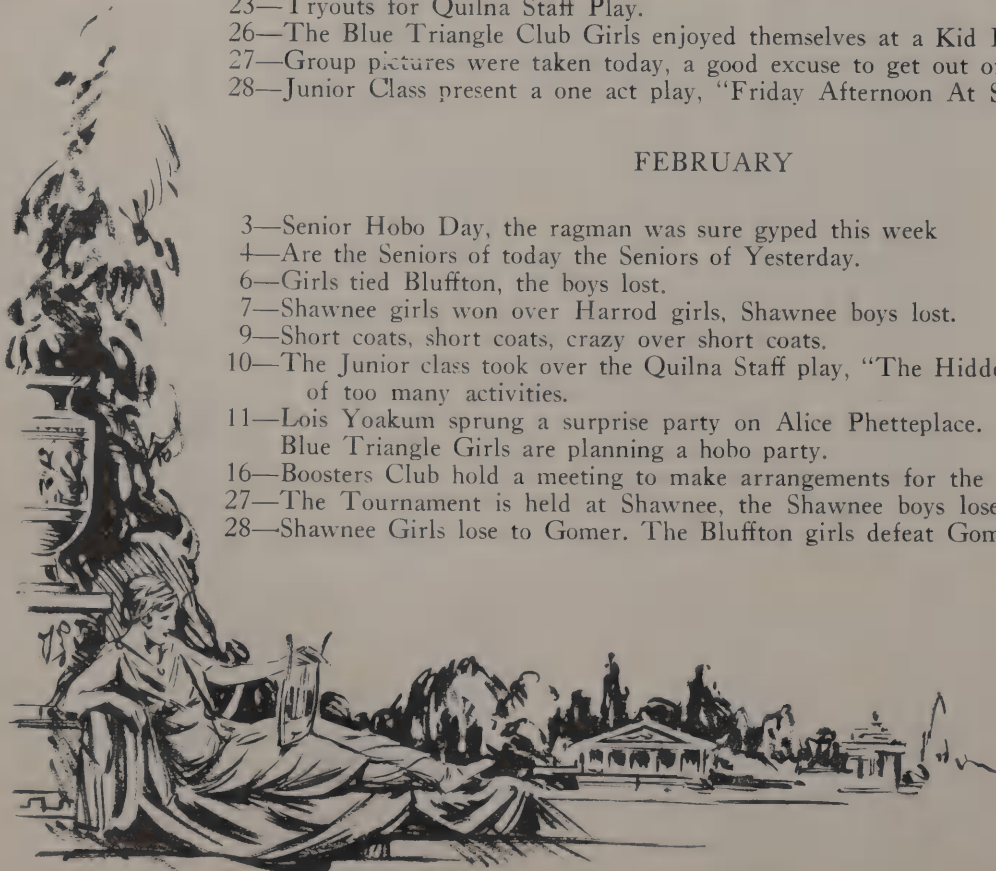 23—Tryouts for Quilna Staff Play.
26—The Blue Triangle Club Girls enjoyed themselves at a Kid
27—Group pictures were taken today, a good excuse to get out
28—Junior Class present a one act play, "Friday Afternoon At
FEBRUARY
3—Senior Hobo Day, the ragman was sure gyped this week
4—Are the Seniors of today the Seniors of Yesterday.
6—Girls tied Bluffton, the boys lost.
7—Shawnee girls won over Harrod girls, Shawnee boys lost.
9—Short coats, short coats, crazy over short coats.
10—The Junior class took over the Quilna Staff play, "The
of too many activities.
11—Lois Yoakum sprung a surprise party on Alice Phetteplace.
Blue Triangle Girls are planning a hobo party.
16—Boosters Club hold a meeting to make arrangements for the
27—The Tournament is held at Shawnee, the Shawnee boys lose
28—Shawnee Girls lose to Gomer. The Bluffton girls defeat